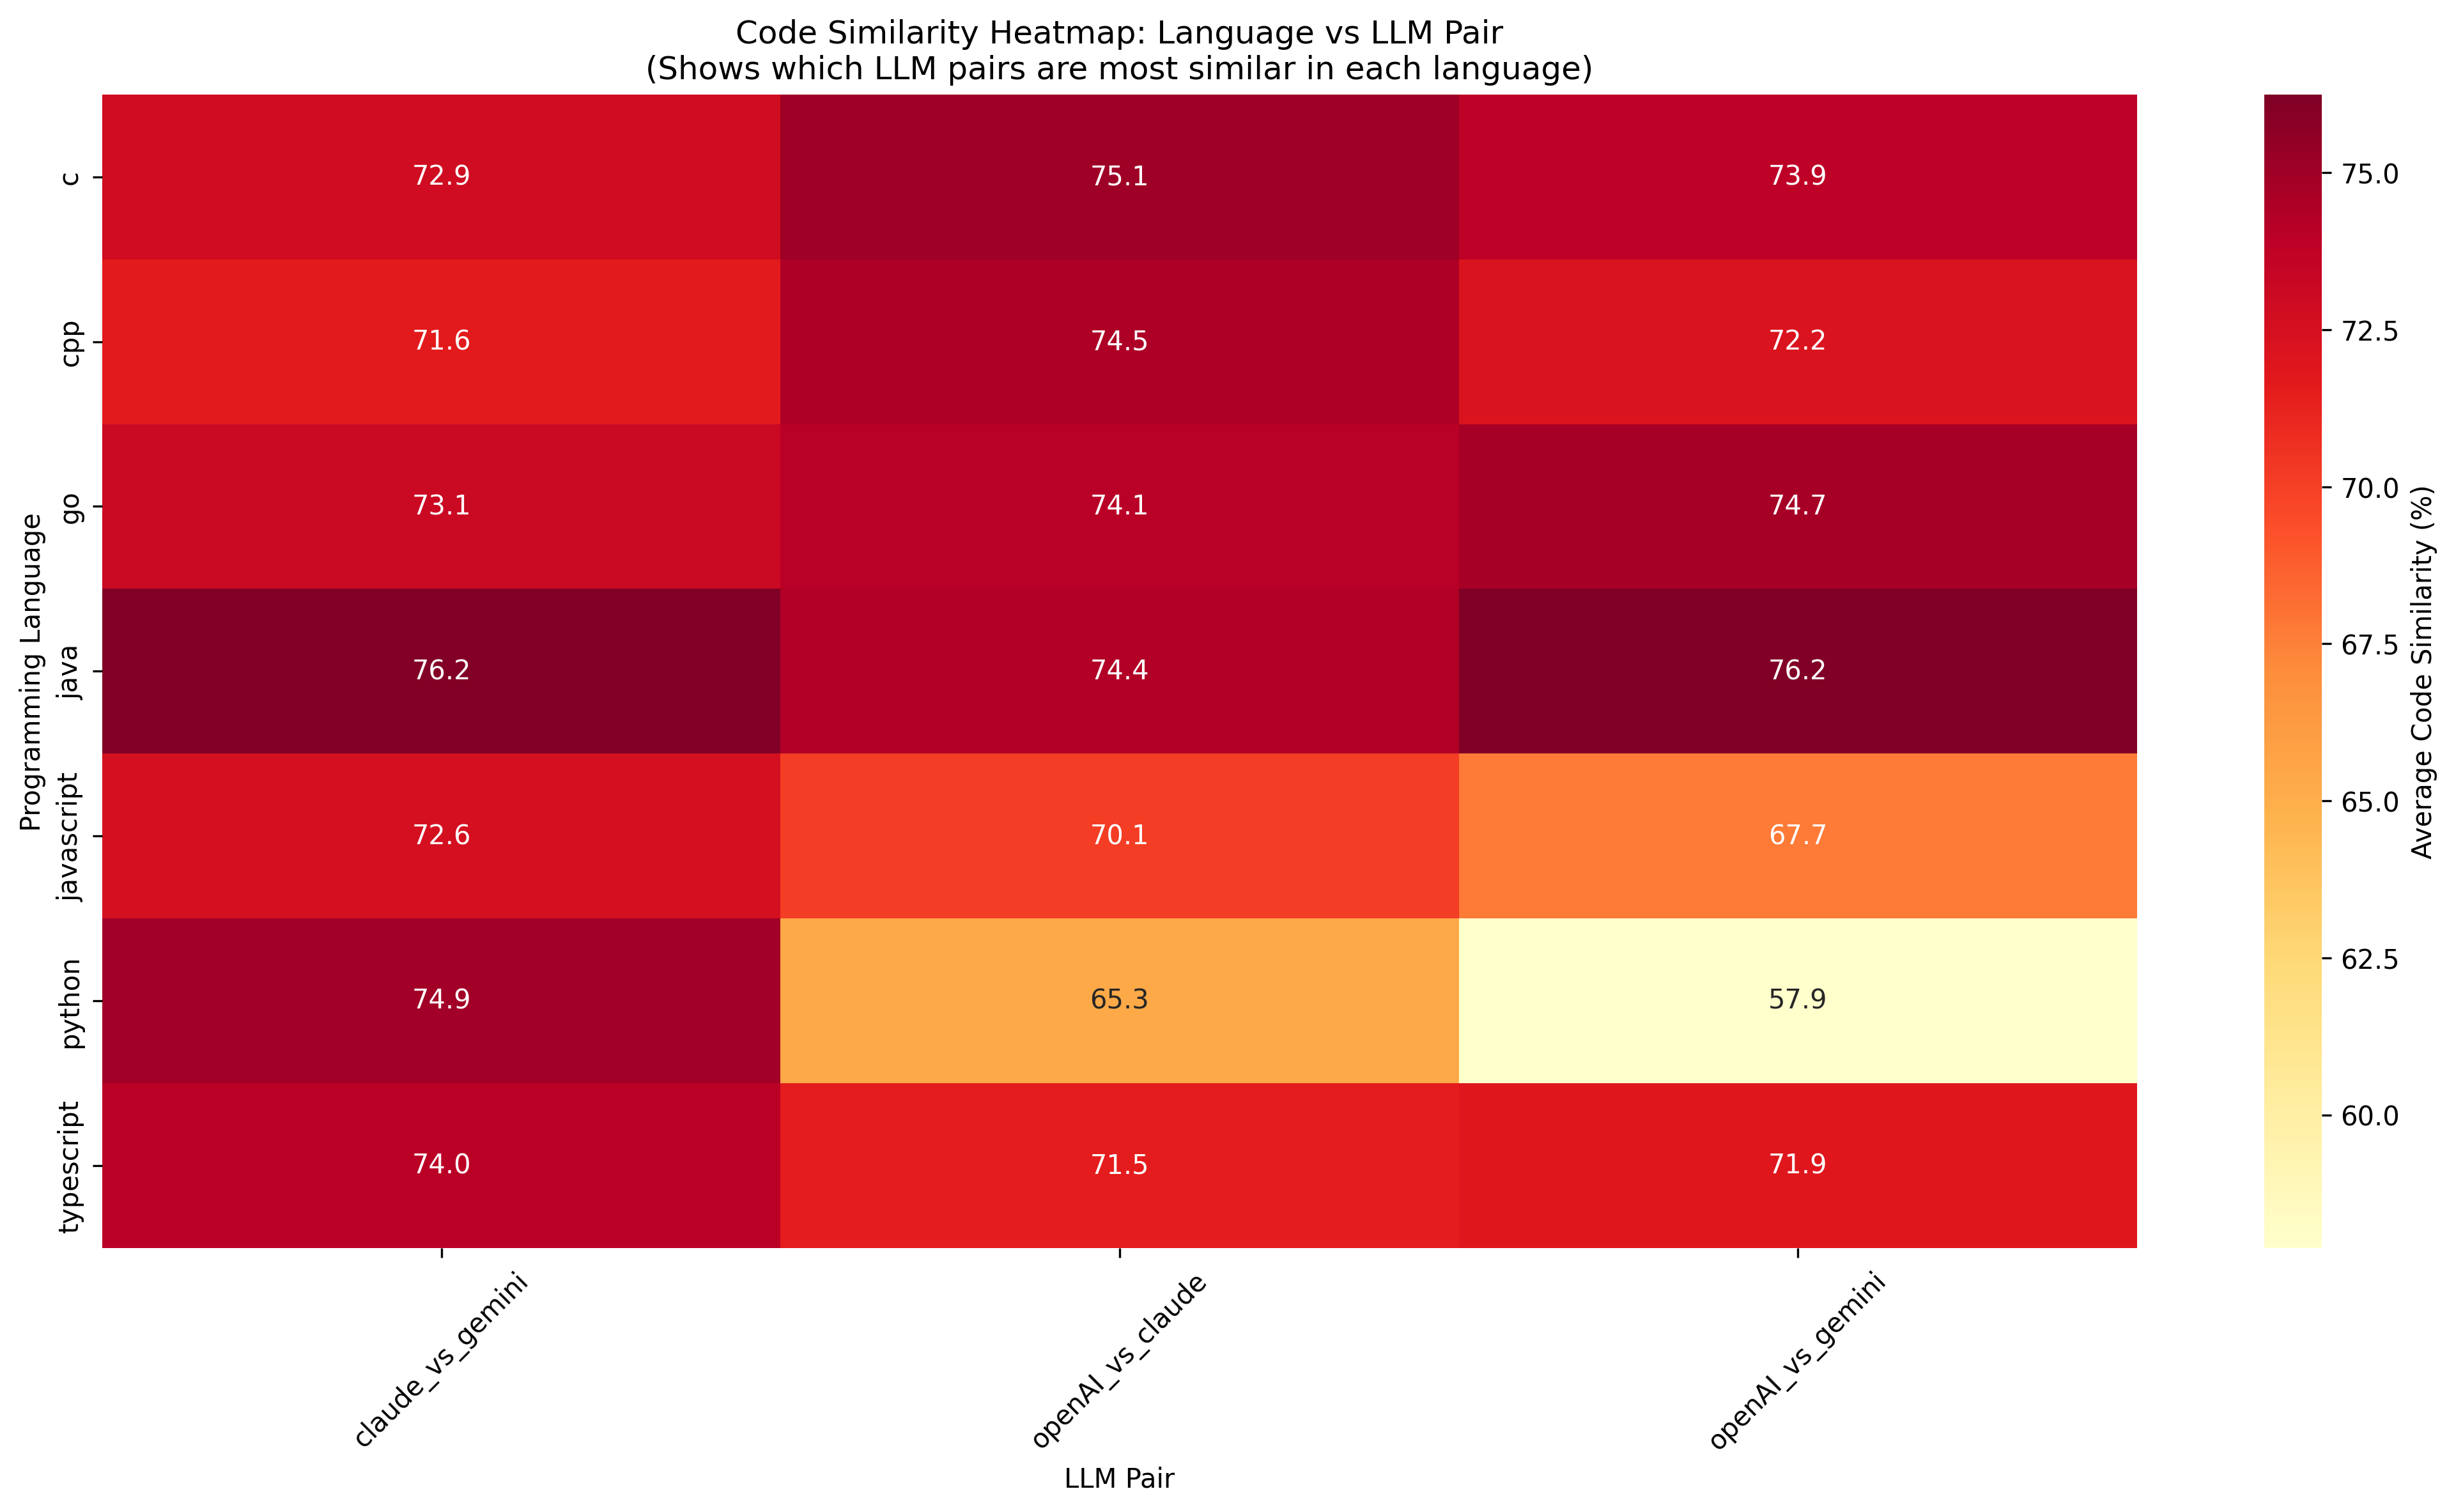 Code Similarity Heatmap: Language vs LLM Pair
(Shows which LLM pairs are most similar in each language)
Programming Language
c
72.9
75.1
73.9
cpp
71.6
74.5
72.2
go
73.1
74.1
74.7
java
76.2
74.4
76.2
javascript
72.6
70.1
67.7
python
74.9
65.3
57.9
typescript
74.0
71.5
71.9
claude_vs_gemini
openAI_vs_claude
openAI_vs_gemini
LLM Pair
75.0
72.5
70.0
67.5
65.0
62.5
60.0
Average Code Similarity (%)